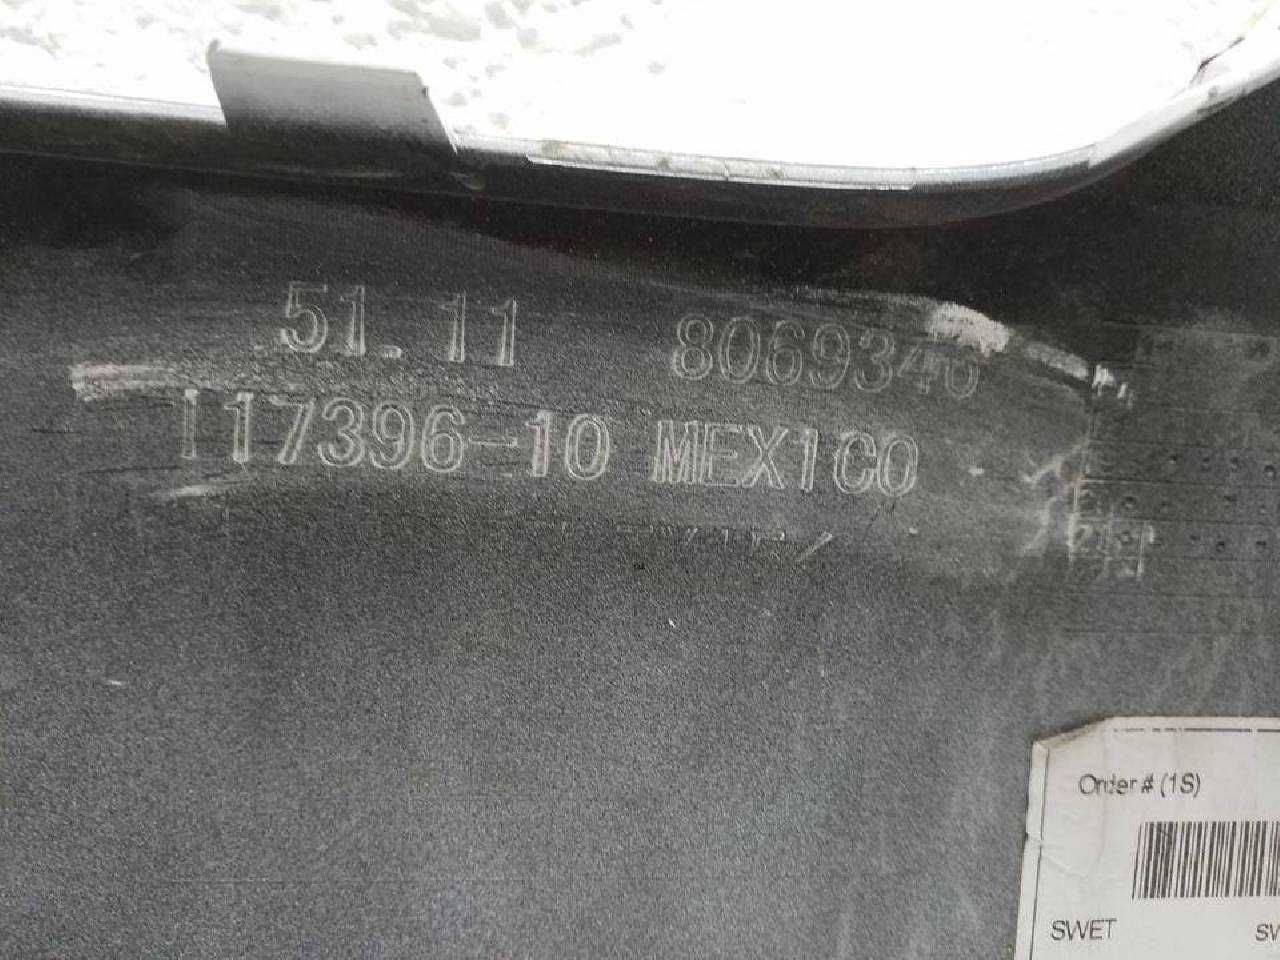 51.11 8069340
117396-10 MEXICO
Order # (1S)
SWET